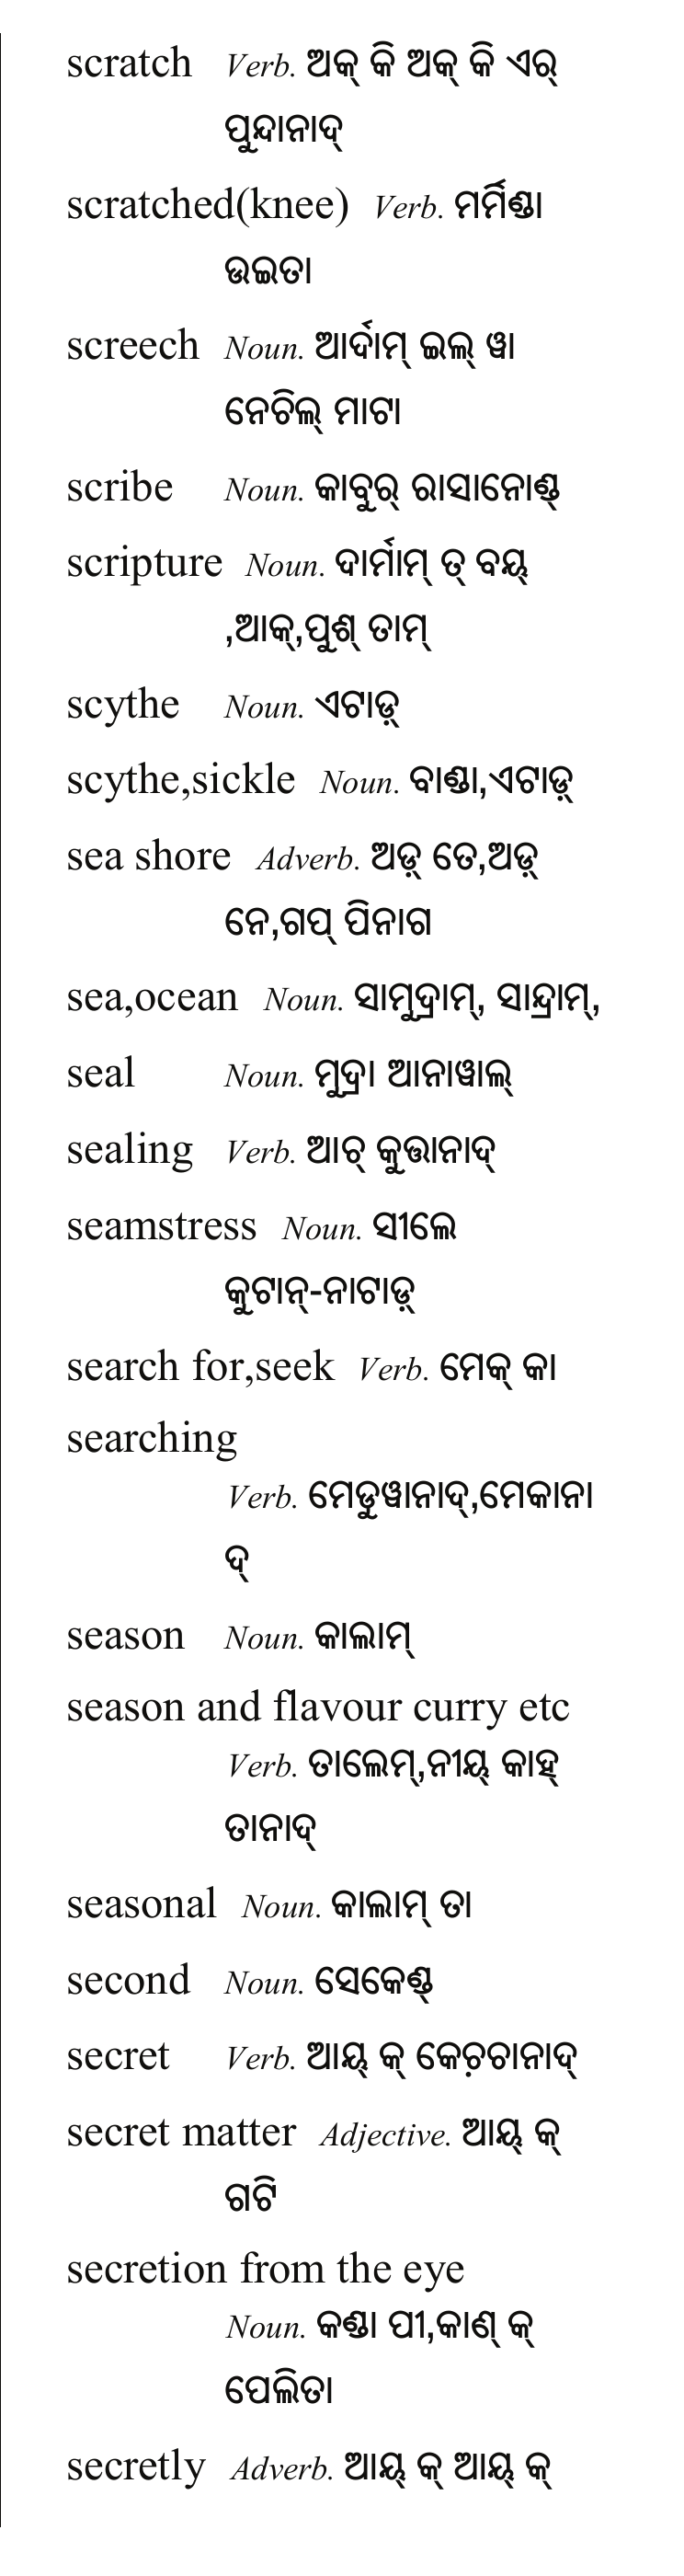 scratch Verb. ଅକ୍ କି ଅକ୍ କି ଏର୍
ପୁନ୍ଦାନାଦ୍
scratched(knee) Verb. ମର୍ମିଣ୍ଡା
ଉଇତା
screech Noun. ଆର୍ଦାମ୍ ଇଲ୍ ୱା
ନେଚିଲ୍ ମାଟା
scribe Noun. କାବୁର୍ ରାସାନୋଣ୍ଡ୍
scripture Noun. ଦାର୍ମାମ୍ ତ୍ ବୟ୍
,ଆକ୍,ପୁଶ୍ ତାମ୍
scythe Noun. ଏଟାଡ଼୍
scythe,sickle Noun. ବାଣ୍ଡା,ଏଟାଡ଼୍
sea shore Adverb. ଅଡ଼୍ ତେ,ଅଡ଼୍
ନେ,ଗପ୍ ପିନାଗ
sea,ocean Noun. ସାମୁଦ୍ରାମ୍, ସାନ୍ଦ୍ରାମ୍,
seal Noun. ମୁଦ୍ରା ଆନାୱାଲ୍
sealing Verb. ଆଚ୍ କୁତ୍ତାନାଦ୍
seamstress Noun. ସୀଲେ
କୁଟାନ୍-ନାଟାଡ଼୍
search for,seek Verb. ମେକ୍ କା
searching
Verb. ମେଡୁୱାନାଦ୍,ମେକାନା
ଦ୍
season Noun. କାଲାମ୍
season and flavour curry etc
Verb. ତାଲେମ୍,ନୀୟ୍ କାହ୍
ତାନାଦ୍
seasonal Noun. କାଲାମ୍ ତା
second Noun. ସେକେଣ୍ଡ୍
secret Verb. ଆୟ୍ କ୍ କେଚ଼ଚାନାଦ୍
secret matter Adjective. ଆୟ୍ କ୍
ଗଟି
secretion from the eye
Noun. କଣ୍ଡା ପୀ,କାଣ୍ କ୍
ପେଲିତା
secretly Adverb. ଆୟ୍ କ୍ ଆୟ୍ କ୍